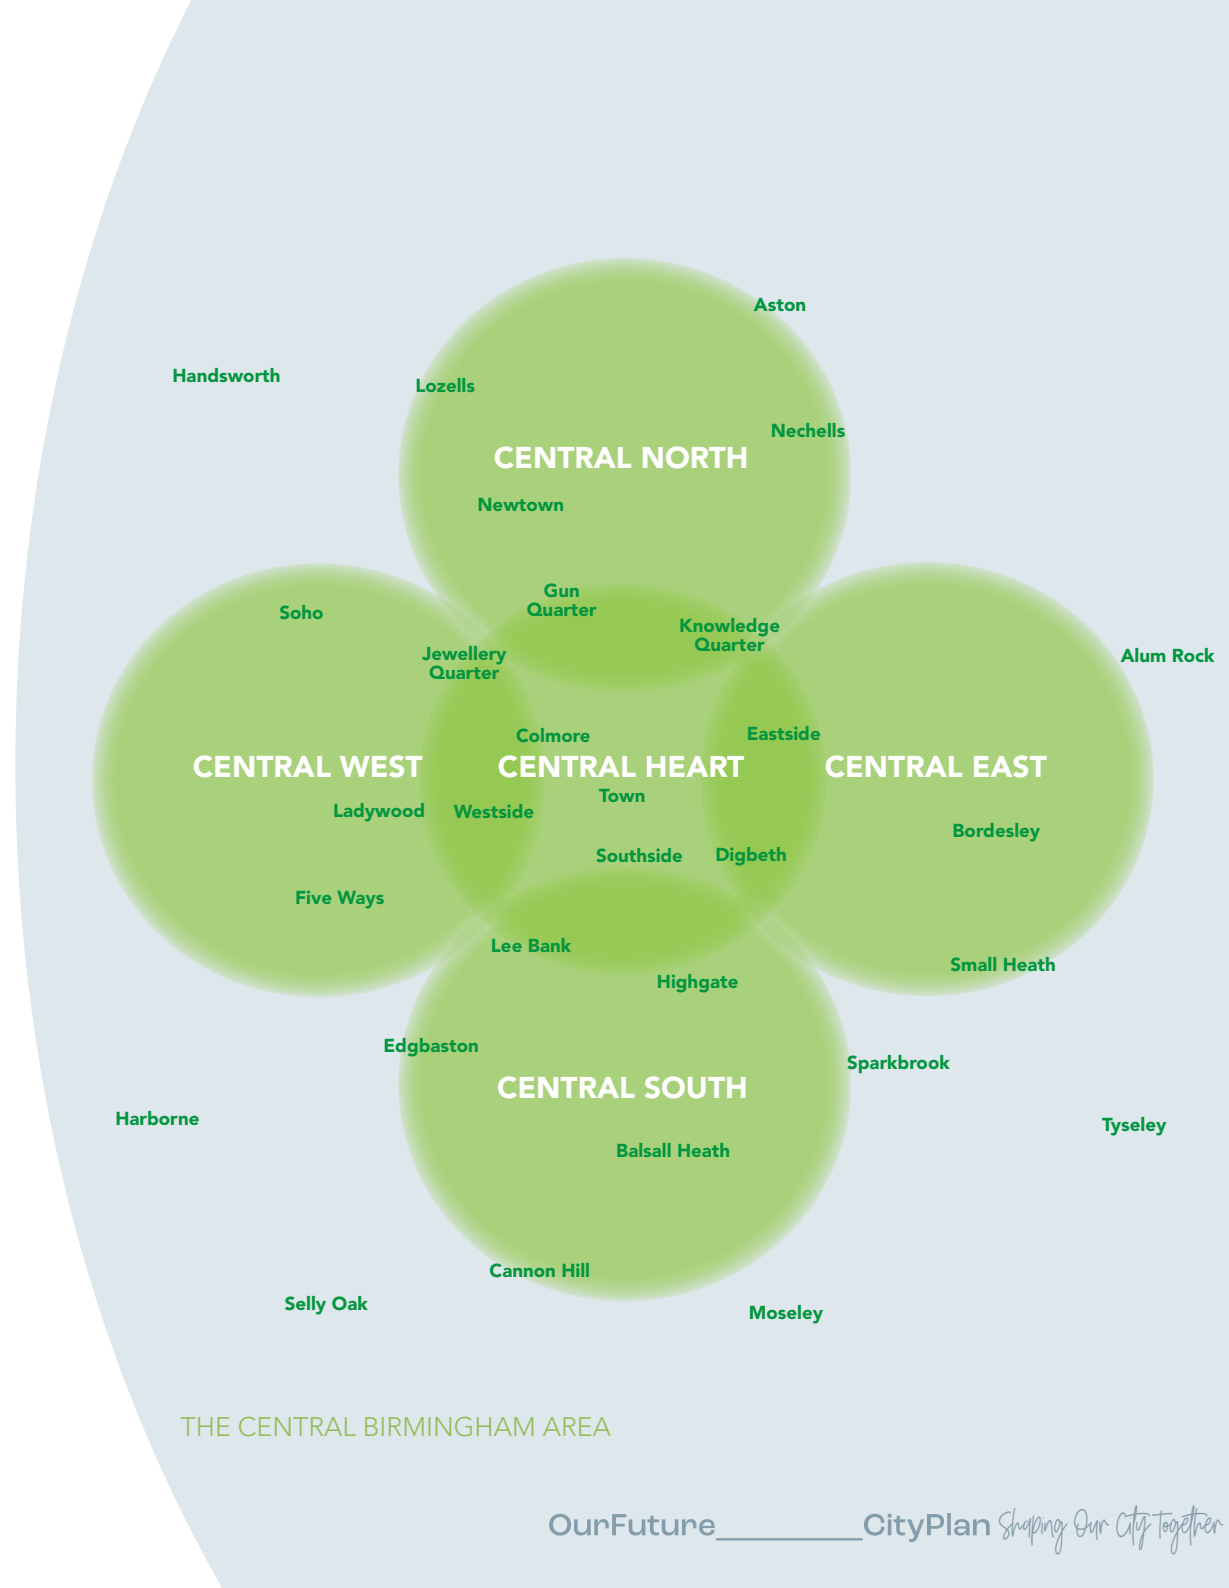 Aston
Handsworth
Lozells
Nechells
CENTRAL NORTH
Newtown
Gun
Quarter
Soho
Knowledge
Quarter
Jewellery
Quarter
Alum Rock
Colmore
Eastside
CENTRAL WEST
CENTRAL HEART
CENTRAL EAST
Town
Ladywood
Westside
Bordesley
Southside
Digbeth
Five Ways
Lee Bank
Small Heath
Highgate
Edgbaston
Sparkbrook
CENTRAL SOUTH
Harborne
Tyseley
Balsall Heath
Cannon Hill
Selly Oak
Moseley
THE CENTRAL BIRMINGHAM AREA
OurFuture__________CityPlan Shaping Our City Together